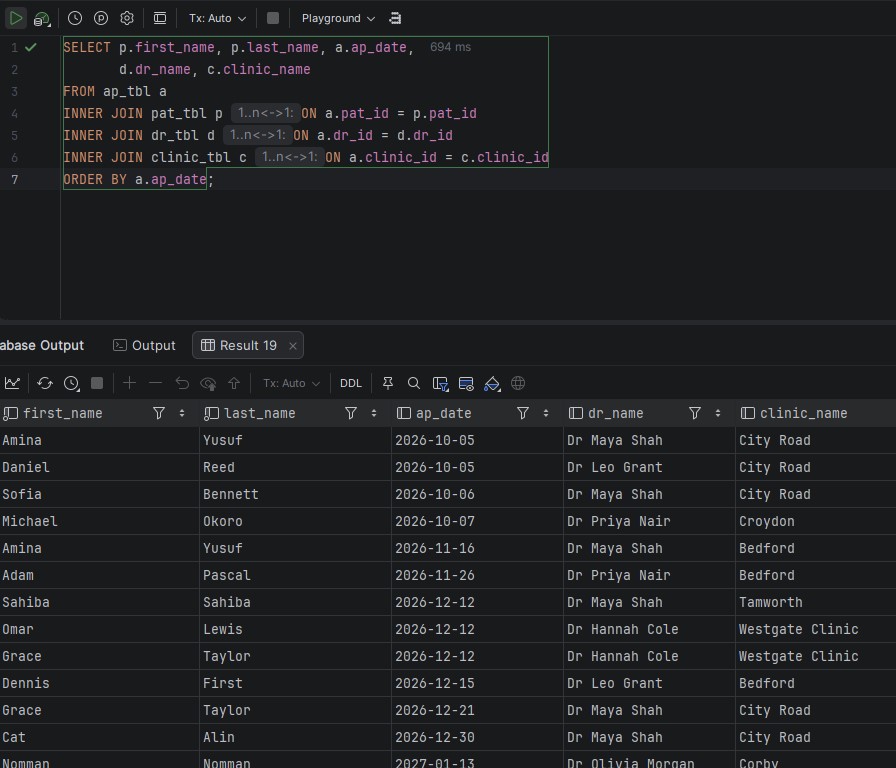 Tx: Auto Playground
1 SELECT p.first_name, p.last_name, a.ap_date, 694 ms
2 d.dr_name, c.clinic_name
3 FROM ap_tbl a
4 INNER JOIN pat_tbl p 1..n<->1: ON a.pat_id = p.pat_id
5 INNER JOIN dr_tbl d 1..n<->1: ON a.dr_id = d.dr_id
6 INNER JOIN clinic_tbl c 1..n<->1: ON a.clinic_id = c.clinic_id
7 ORDER BY a.ap_date;
abase Output Output Result 19
Tx: Auto DDL
first_name last_name ap_date dr_name clinic_name
Amina Yusuf 2026-10-05 Dr Maya Shah City Road
Daniel Reed 2026-10-05 Dr Leo Grant City Road
Sofia Bennett 2026-10-06 Dr Maya Shah City Road
Michael Okoro 2026-10-07 Dr Priya Nair Croydon
Amina Yusuf 2026-11-16 Dr Maya Shah Bedford
Adam Pascal 2026-11-26 Dr Priya Nair Bedford
Sahiba Sahiba 2026-12-12 Dr Maya Shah Tamworth
Omar Lewis 2026-12-12 Dr Hannah Cole Westgate Clinic
Grace Taylor 2026-12-12 Dr Hannah Cole Westgate Clinic
Dennis First 2026-12-15 Dr Leo Grant Bedford
Grace Taylor 2026-12-21 Dr Maya Shah City Road
Cat Alin 2026-12-30 Dr Maya Shah City Road
Nomman Nomman 2027-01-13 Dr Olivia Morgan Corby